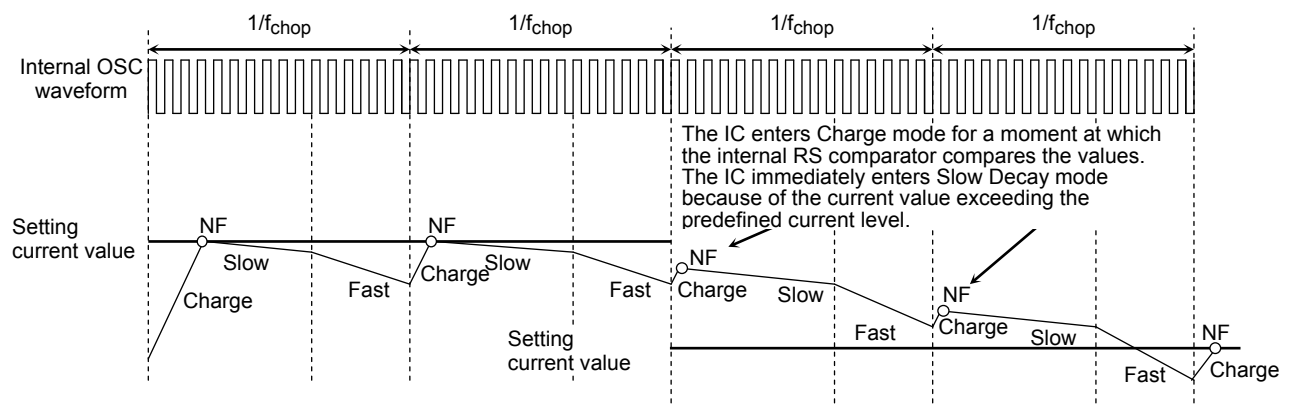 1/fchop 1/fchop 1/fchop 1/fchop
Internal OSC
waveform
The IC enters Charge mode for a moment at which
the internal RS comparator compares the values.
The IC immediately enters Slow Decay mode
because of the current value exceeding the
predefined current level.
Setting
current value
NF
Slow
Charge
Fast
NF
Charge
Slow
Fast
NF
Charge
Slow
Fast
NF
Charge
Slow
Fast
NF
Charge
Setting
current value